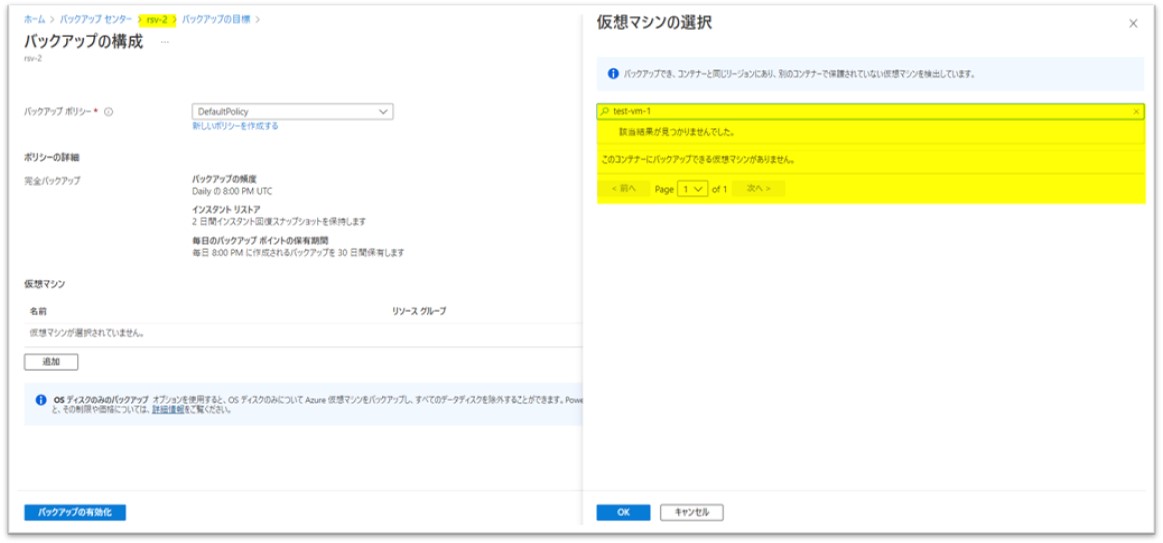 ホーム > バックアップ センター > rsv-2 > バックアップの目標 >
バックアップの構成 …
rsv-2
バックアップ ポリシー *
DefaultPolicy
新しいポリシーを作成する
ポリシーの詳細
完全バックアップ
バックアップの頻度
Daily の 8:00 PM UTC
インスタント リストア
2 日間インスタント回復スナップショットを保持します
毎日のバックアップ ポイントの保有期間
毎日 8:00 PM に作成されるバックアップを 30 日間保有します
仮想マシン
名前 リソース グループ
仮想マシンが選択されていません。
追加
OS ディスクのみのバックアップ オプションを使用すると、OS ディスクのみについて Azure 仮想マシンをバックアップし、すべてのデータディスクを除外することができます。Powe
と、その制限や価格については、詳細情報をご覧ください。
バックアップの有効化
仮想マシンの選択
バックアップでき、コンテナーと同じリージョンにあり、別のコンテナーで保護されていない仮想マシンを検出しています。
test-vm-1
該当結果が見つかりませんでした。
このコンテナーにバックアップできる仮想マシンがありません。
< 前へ Page 1 of 1 次へ >
OK キャンセル